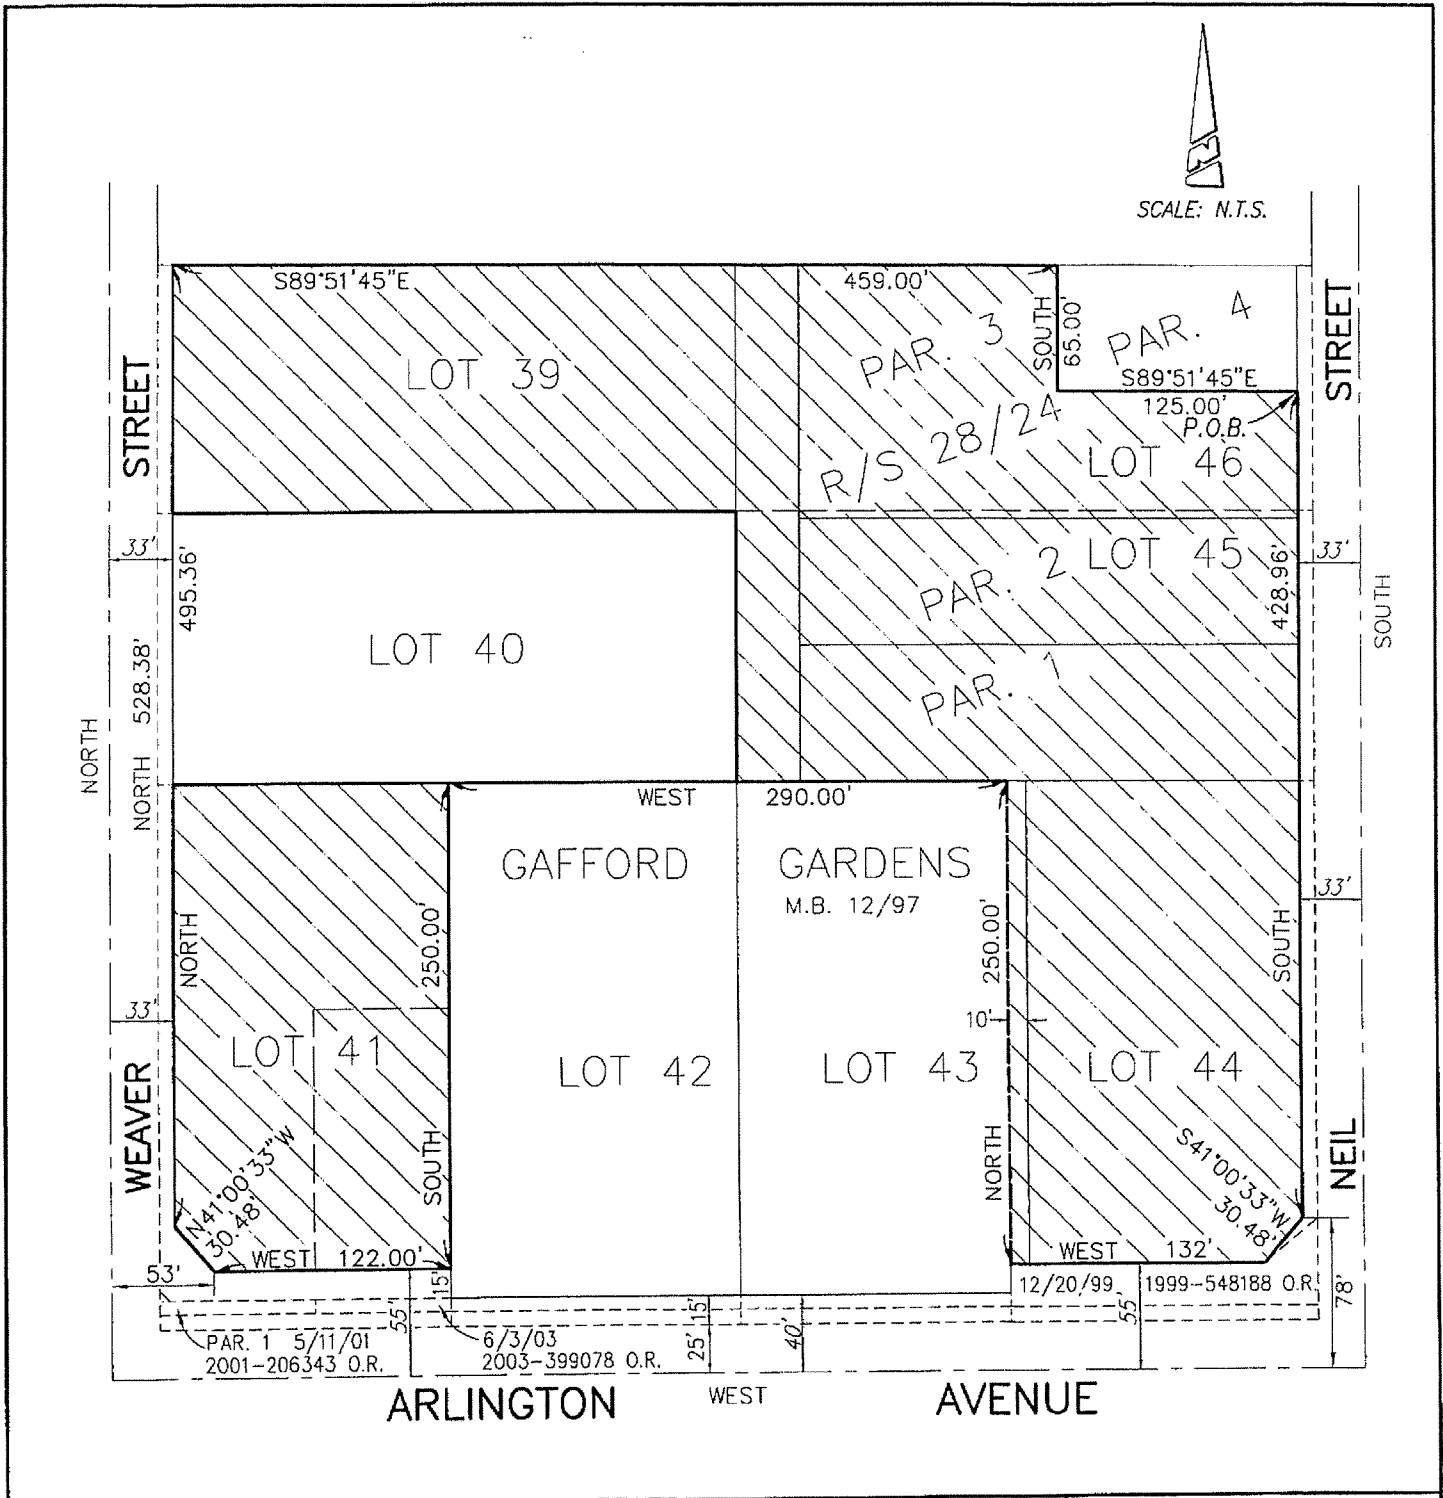 SCALE: N.T.S.
S89°51'45"E
459.00'
SOUTH
65.00'
PAR. 4
PAR. 3
LOT 39
S89°51'45"E
125.00'
P.O.B.
R/S 28/24
LOT 46
STREET
STREET
33'
495.36'
LOT 45
PAR. 2
428.96'
33'
SOUTH
LOT 40
NORTH 528.38'
NORTH
PAR. 1
WEST 290.00'
GAFFORD GARDENS
M.B. 12/97
33'
NORTH
250.00'
250.00'
SOUTH
33'
10'
LOT 41
LOT 42
LOT 43
LOT 44
WEAVER
NEIL
N41°00'33"W
30.48'
SOUTH
NORTH
S41°00'33"W
30.48'
WEST 122.00'
WEST 132'
53'
15'
12/20/99
1999-548188 O.R.
78'
PAR. 1 5/11/01
2001-206343 O.R.
55'
6/3/03
2003-399078 O.R.
25'
15'
40'
55'
ARLINGTON
WEST
AVENUE